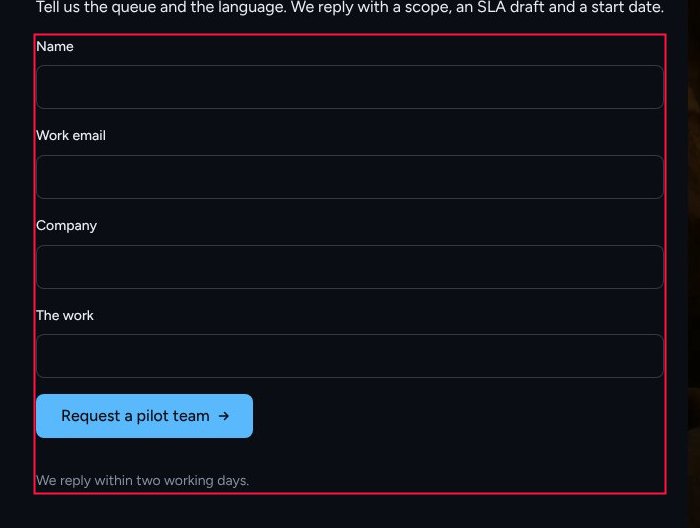 Tell us the queue and the language. We reply with a scope, an SLA draft and a start date.
Name
Work email
Company
The work
Request a pilot team →
We reply within two working days.